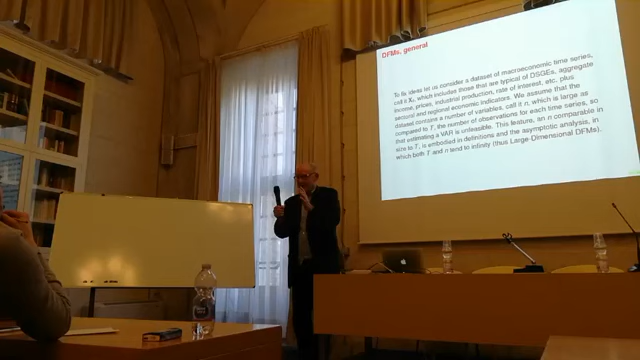 DFMs, general
To fix ideas let us consider a dataset of macroeconomic time series,
call it Xt, which includes those that are typical of DSGEs, aggregate
income, prices, industrial production, rate of interest, etc. plus
sectoral and regional economic indicators. We assume that the
dataset contains a number of variables, call it n, which is large as
compared to T, the number of observations for each time series, so
that estimating a VAR is unfeasible. This feature, an n comparable in
size to T, is embodied in definitions and the asymptotic analysis, in
which both T and n tend to infinity (thus Large-Dimensional DFMs).